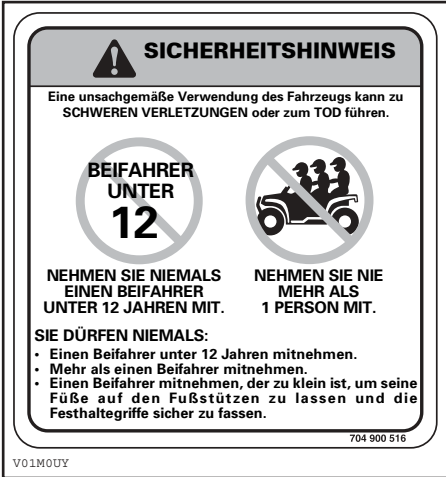 SICHERHEITSHINWEIS
Eine unsachgemäße Verwendung des Fahrzeugs kann zu
SCHWEREN VERLETZUNGEN oder zum TOD führen.
BEIFAHRER
UNTER
12
NEHMEN SIE NIEMALS
EINEN BEIFAHRER
UNTER 12 JAHREN MIT.
NEHMEN SIE NIE
MEHR ALS
1 PERSON MIT.
SIE DÜRFEN NIEMALS:
• Einen Beifahrer unter 12 Jahren mitnehmen.
• Mehr als einen Beifahrer mitnehmen.
• Einen Beifahrer mitnehmen, der zu klein ist, um seine
Füße auf den Fußstützen zu lassen und die
Festhaltegriffe sicher zu fassen.
704 900 516
V01M0UY